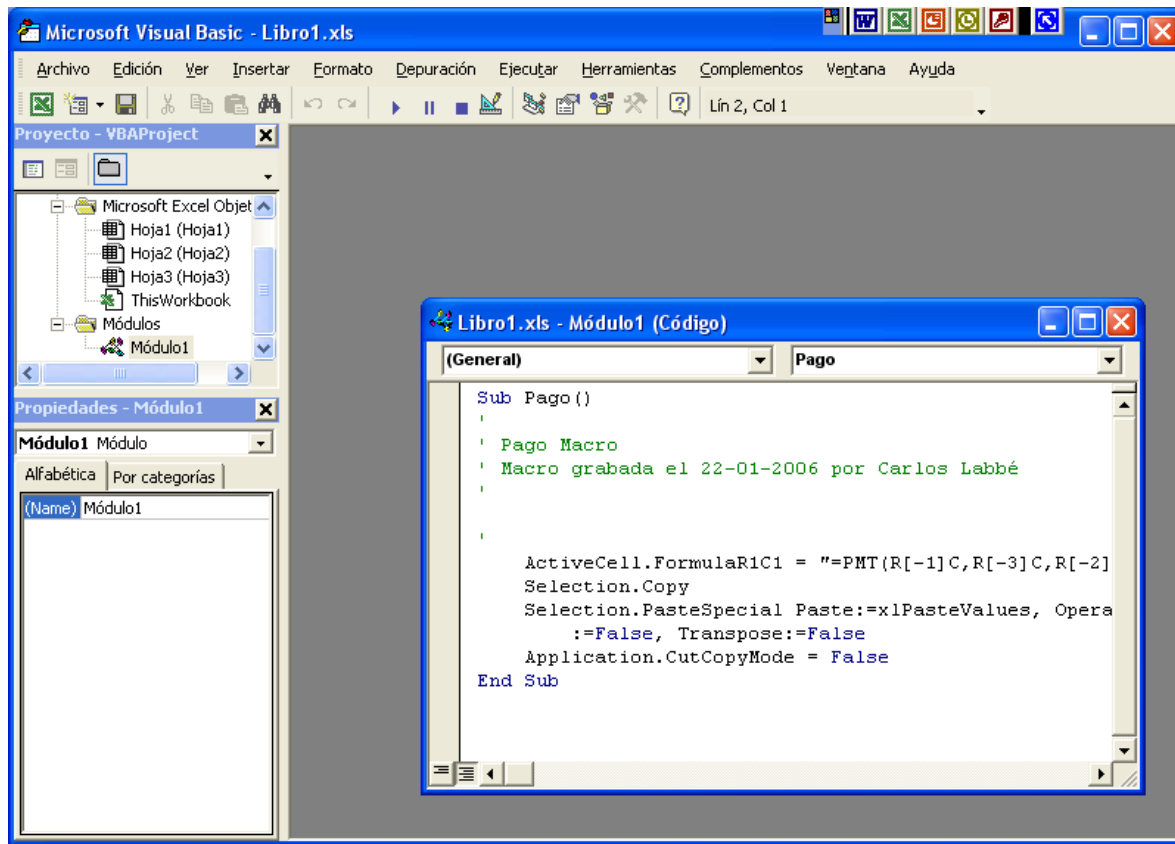 Microsoft Visual Basic - Libro1.xls
Archivo Edición Ver Insertar Formato Depuración Ejecutar Herramientas Complementos Ventana Ayuda
Lín 2, Col 1
Proyecto - VBAProject
Microsoft Excel Objet
Hoja1 (Hoja1)
Hoja2 (Hoja2)
Hoja3 (Hoja3)
ThisWorkbook
Módulos
Módulo1
Propiedades - Módulo1
Módulo1 Módulo
Alfabética Por categorías
(Name) Módulo1
Libro1.xls - Módulo1 (Código)
(General) Pago
Sub Pago()
'
' Pago Macro
' Macro grabada el 22-01-2006 por Carlos Labbé
'
'
ActiveCell.FormulaR1C1 = "=PMT(R[-1]C,R[-3]C,R[-2]
Selection.Copy
Selection.PasteSpecial Paste:=xlPasteValues, Opera
:=False, Transpose:=False
Application.CutCopyMode = False
End Sub